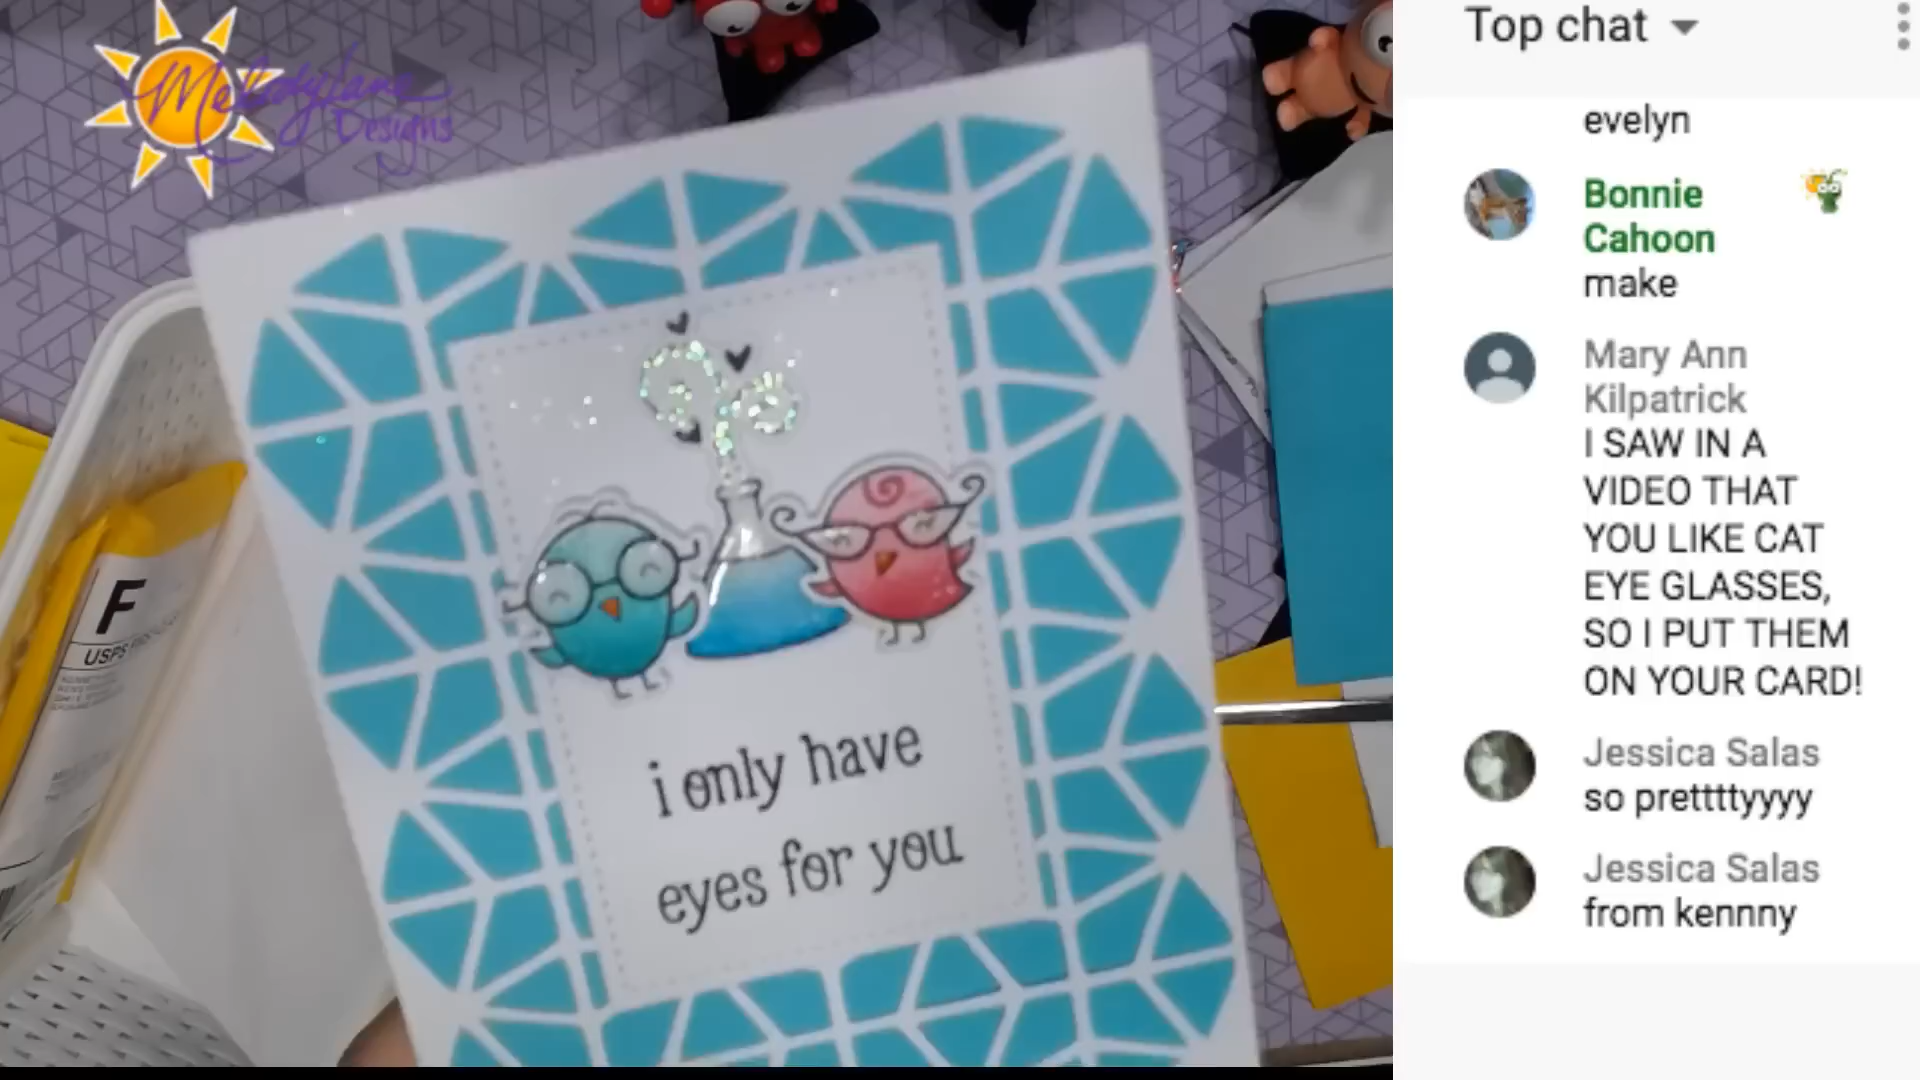 MelodyLane
Designs
F
USPS
i only have
eyes for you
Top chat
evelyn
Bonnie
Cahoon
make
Mary Ann
Kilpatrick
I SAW IN A
VIDEO THAT
YOU LIKE CAT
EYE GLASSES,
SO I PUT THEM
ON YOUR CARD!
Jessica Salas
so prettttyyyy
Jessica Salas
from kennny